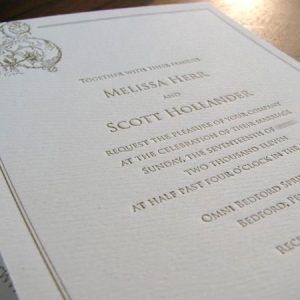 Together with their families
Melissa Herr
and
Scott Hollander
request the pleasure of your company
at the celebration of their marriage
Sunday, the seventeenth of
two thousand eleven
at half past four o'clock in the
Omni Bedford
Bedford,